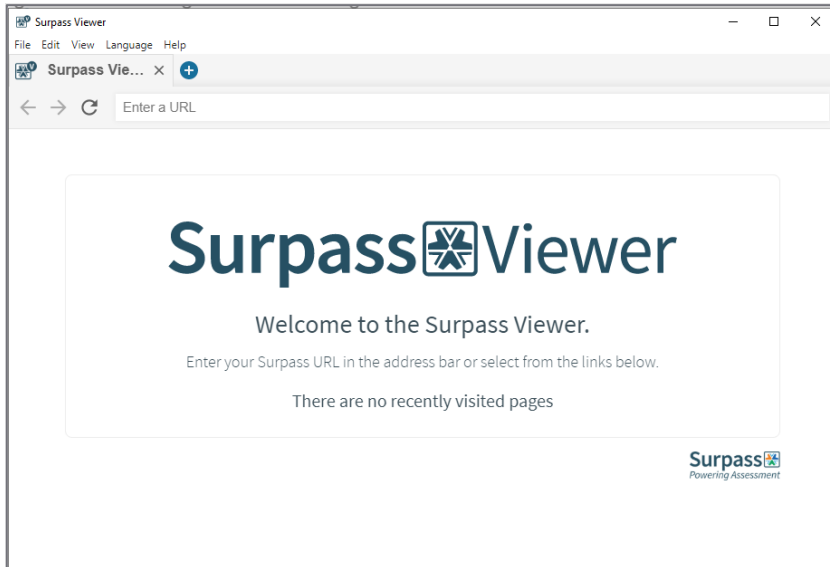 Surpass Viewer
File Edit View Language Help
Surpass Vie...
Enter a URL
Surpass Viewer
Welcome to the Surpass Viewer.
Enter your Surpass URL in the address bar or select from the links below.
There are no recently visited pages
Surpass
Powering Assessment